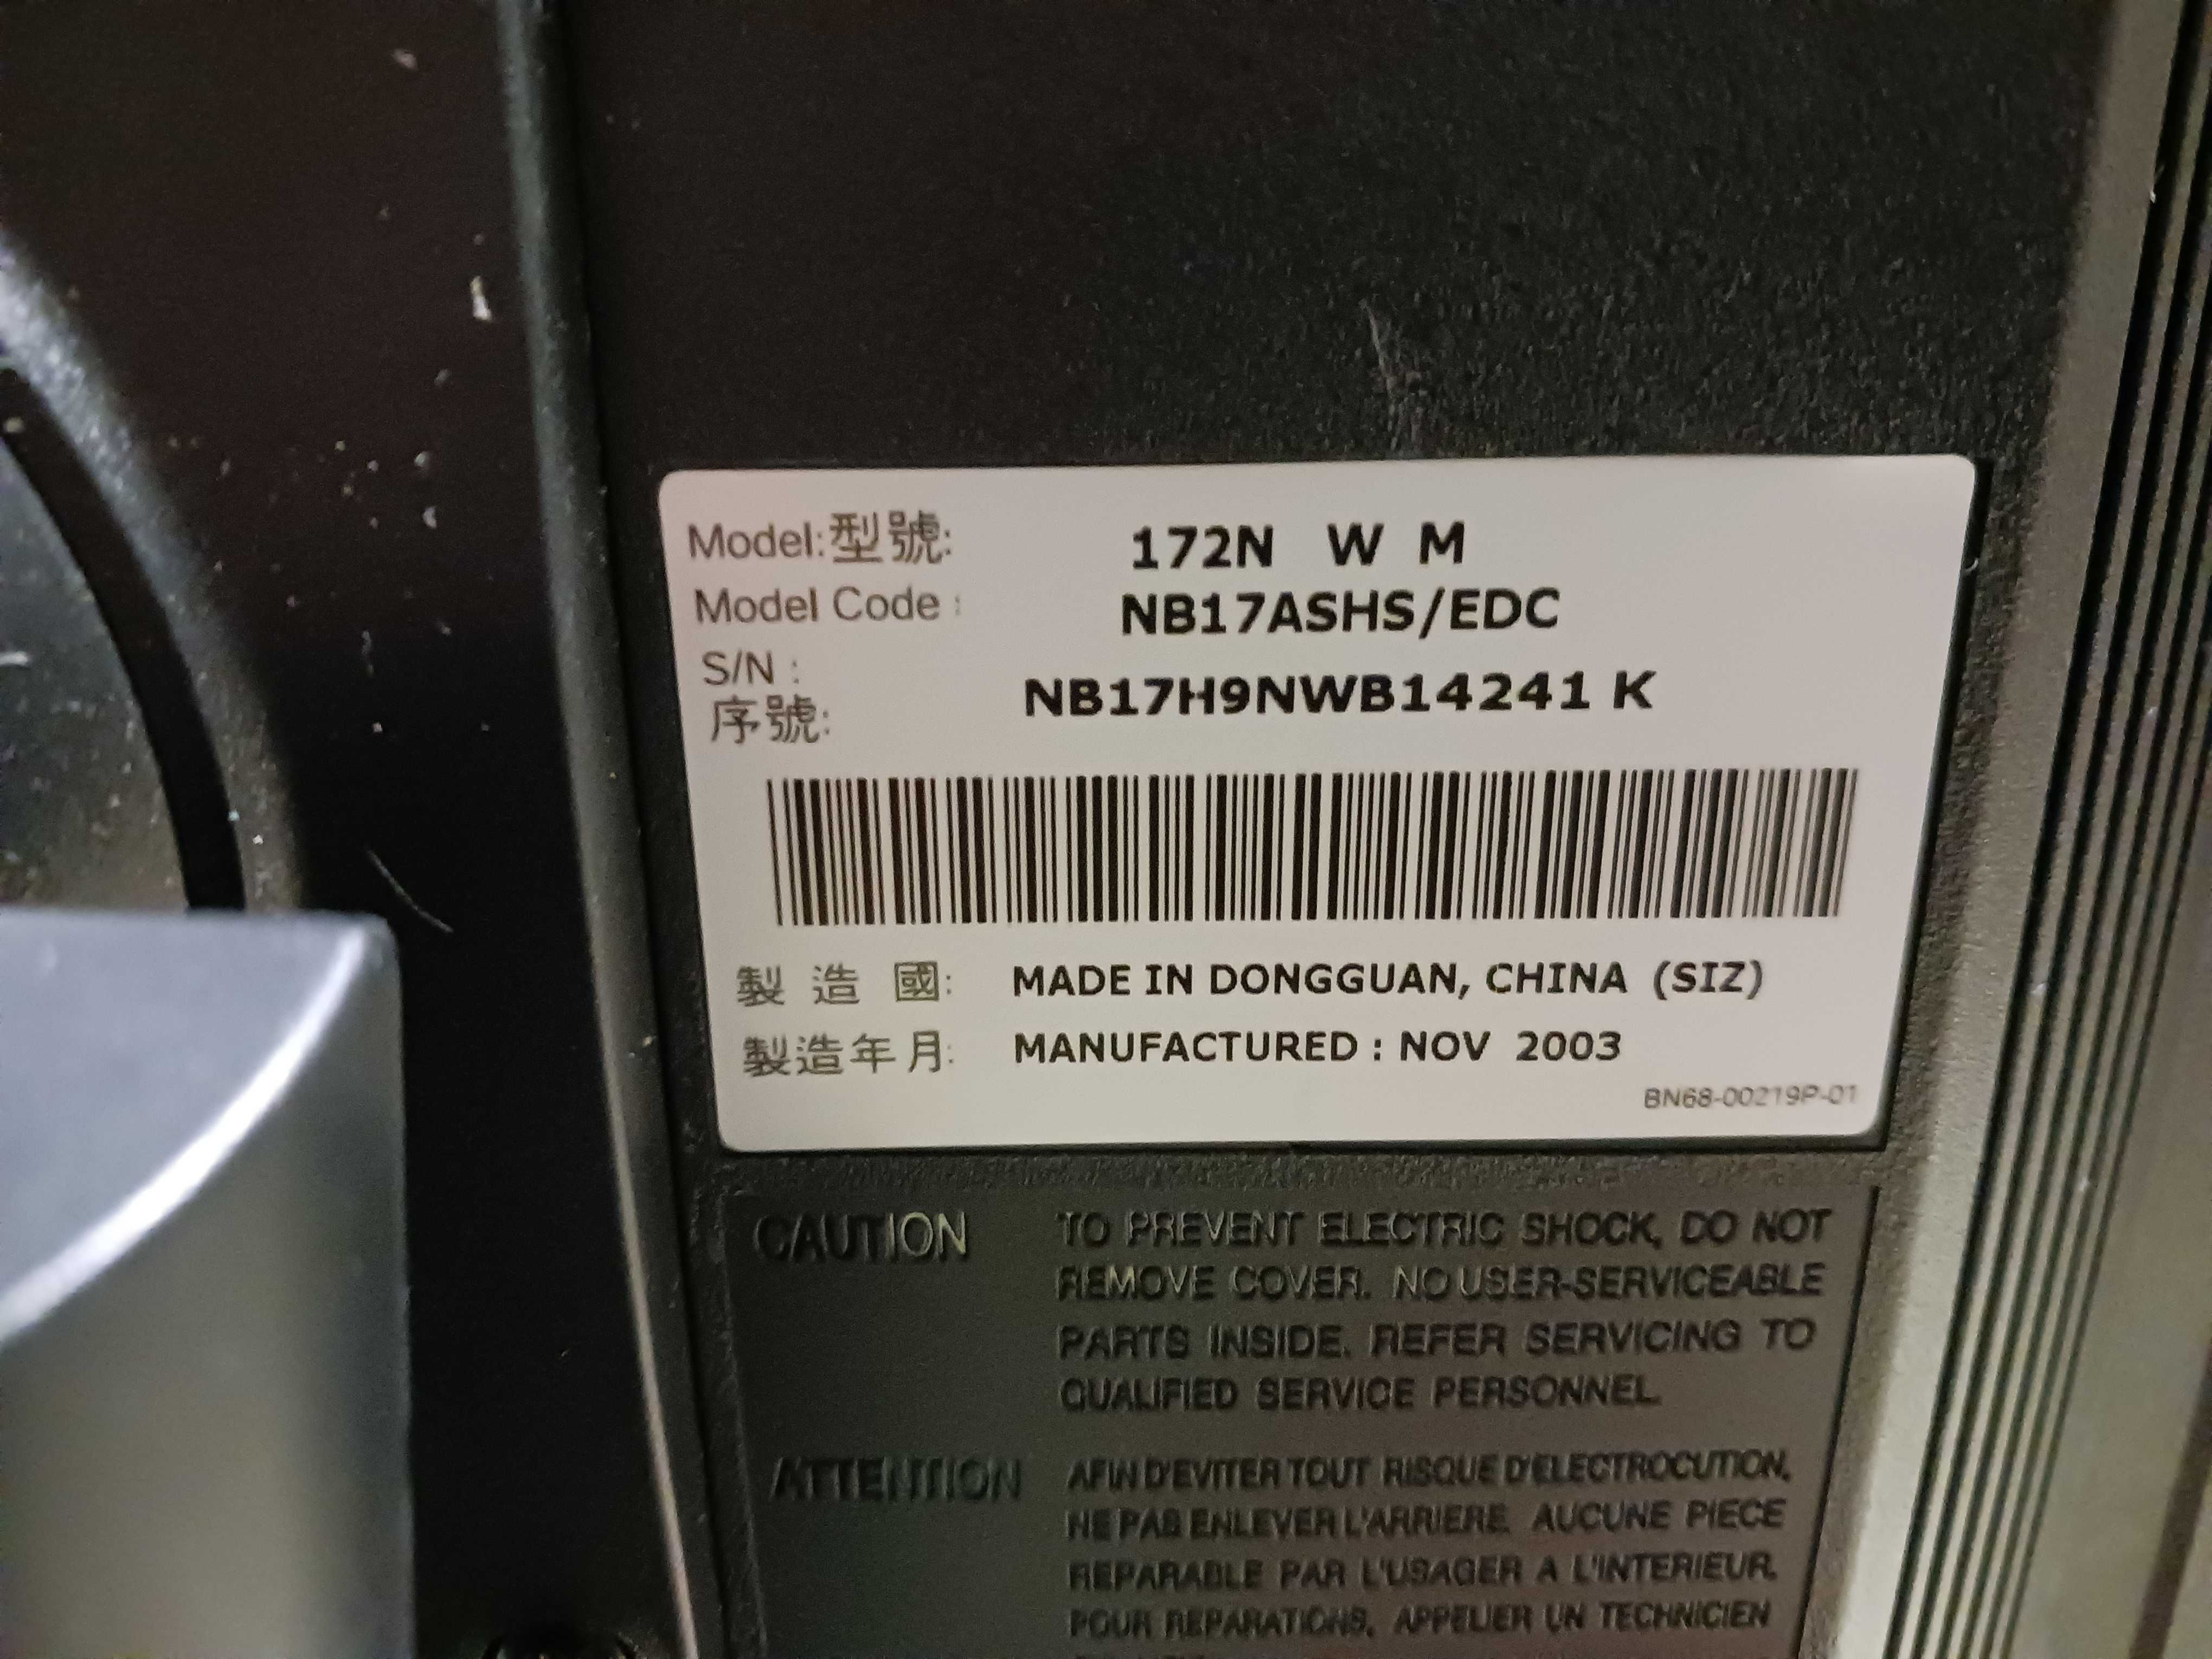 Model:型號: 172N W M
Model Code : NB17ASHS/EDC
S/N :
序號: NB17H9NWB14241 K
製 造 國: MADE IN DONGGUAN, CHINA (SIZ)
製造年月: MANUFACTURED : NOV 2003
BN68-00219P-01
CAUTION TO PREVENT ELECTRIC SHOCK, DO NOT
REMOVE COVER. NO USER-SERVICEABLE
PARTS INSIDE. REFER SERVICING TO
QUALIFIED SERVICE PERSONNEL.
ATTENTION AFIN D'EVITER TOUT RISQUE D'ELECTROCUTION,
NE PAS ENLEVER L'ARRIERE. AUCUNE PIECE
REPARABLE PAR L'USAGER A L'INTERIEUR.
POUR REPARATIONS, APPELER UN TECHNICIEN